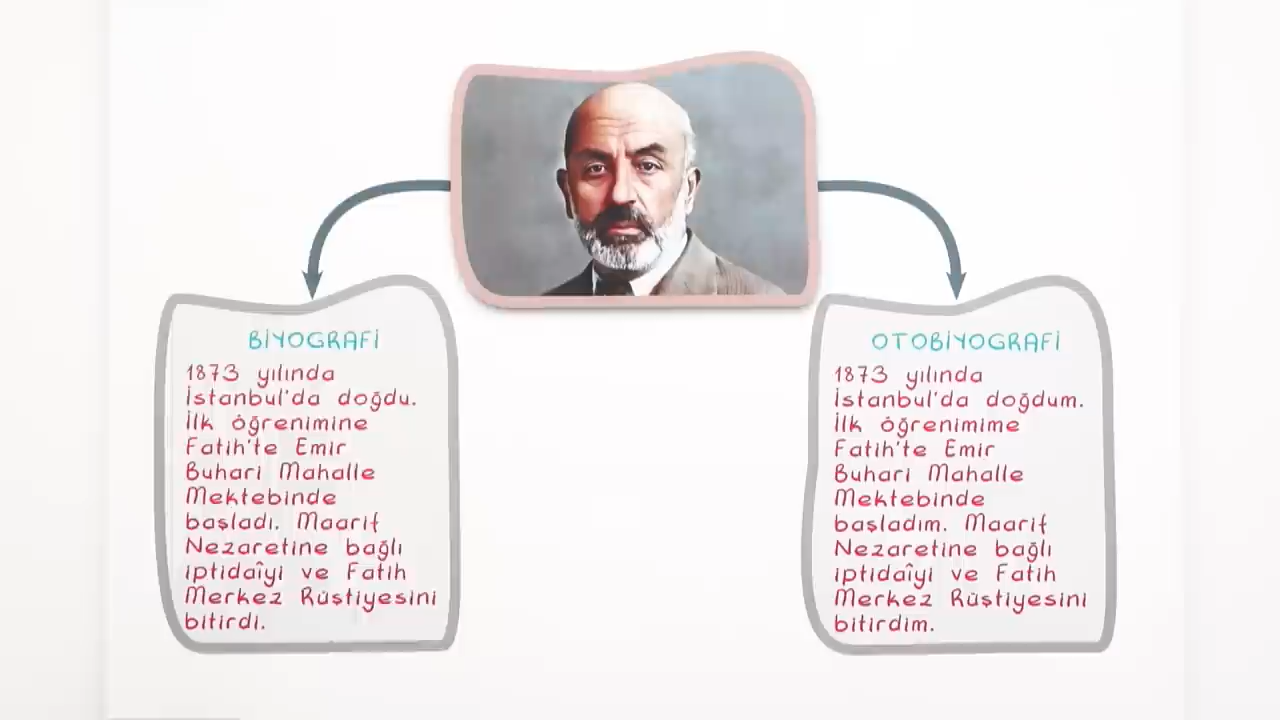 BİYOGRAFİ
1873 yılında
İstanbul'da doğdu.
İlk öğrenimine
Fatih'te Emir
Buhari Mahalle
Mektebinde
başladı. Maarif
Nezaretine bağlı
iptidaîyi ve Fatih
Merkez Rüştiyesini
bitirdi.
OTOBİYOGRAFİ
1873 yılında
İstanbul'da doğdum.
İlk öğrenimime
Fatih'te Emir
Buhari Mahalle
Mektebinde
başladım. Maarif
Nezaretine bağlı
iptidaîyi ve Fatih
Merkez Rüştiyesini
bitirdim.